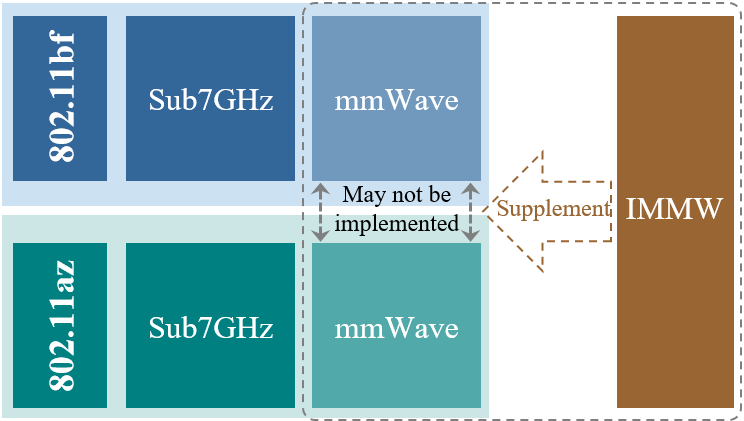 802.11bf
Sub7GHz
mmWave
May not be
implemented
Supplement
IMMW
802.11az
Sub7GHz
mmWave